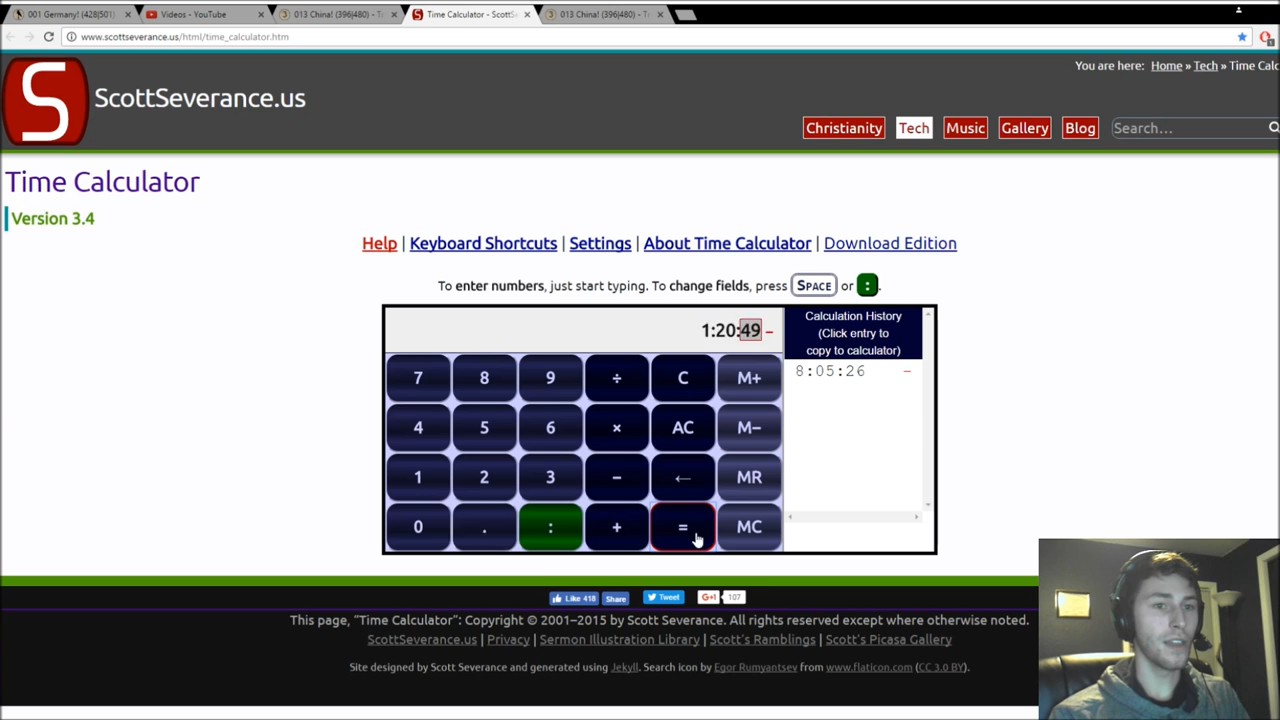 001 Germany! (428|501) - T
Videos - YouTube
013 China! (396|480) - Tr
Time Calculator - ScottS
013 China! (396|480) - Tr
www.scottseverance.us/html/time_calculator.htm
You are here: Home » Tech » Time Calc
S ScottSeverance.us
Christianity Tech Music Gallery Blog Search...
Time Calculator
Version 3.4
Help | Keyboard Shortcuts | Settings | About Time Calculator | Download Edition
To enter numbers, just start typing. To change fields, press SPACE or : .
1:20:49 –
Calculation History
(Click entry to
copy to calculator)
8:05:26 –
7 8 9 ÷ C M+
4 5 6 × AC M−
1 2 3 − ← MR
0 . : + = MC
Like 418 Share Tweet G+1 107
This page, “Time Calculator”: Copyright © 2001–2015 by Scott Severance. All rights reserved except where otherwise noted.
ScottSeverance.us | Privacy | Sermon Illustration Library | Scott’s Ramblings | Scott’s Picasa Gallery
Site designed by Scott Severance and generated using Jekyll. Search icon by Egor Rumyantsev from www.flaticon.com (CC 3.0 BY).